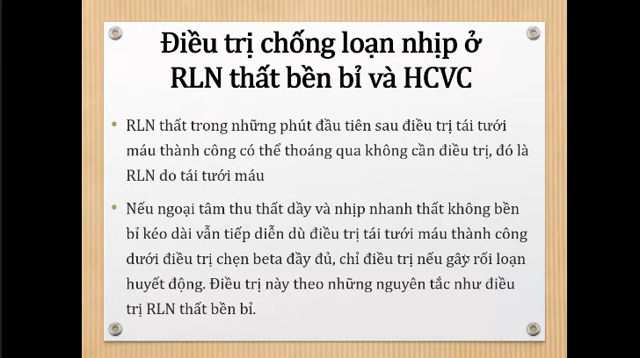 Điều trị chống loạn nhịp ở
RLN thất bền bỉ và HCVC
• RLN thất trong những phút đầu tiên sau điều trị tái tưới
máu thành công có thể thoáng qua không cần điều trị, đó là
RLN do tái tưới máu
• Nếu ngoại tâm thu thất dầy và nhịp nhanh thất không bền
bỉ kéo dài vẫn tiếp diễn dù điều trị tái tưới máu thành công
dưới điều trị chẹn beta đầy đủ, chỉ điều trị nếu gây rối loạn
huyết động. Điều trị này theo những nguyên tắc như điều
trị RLN thất bền bỉ.